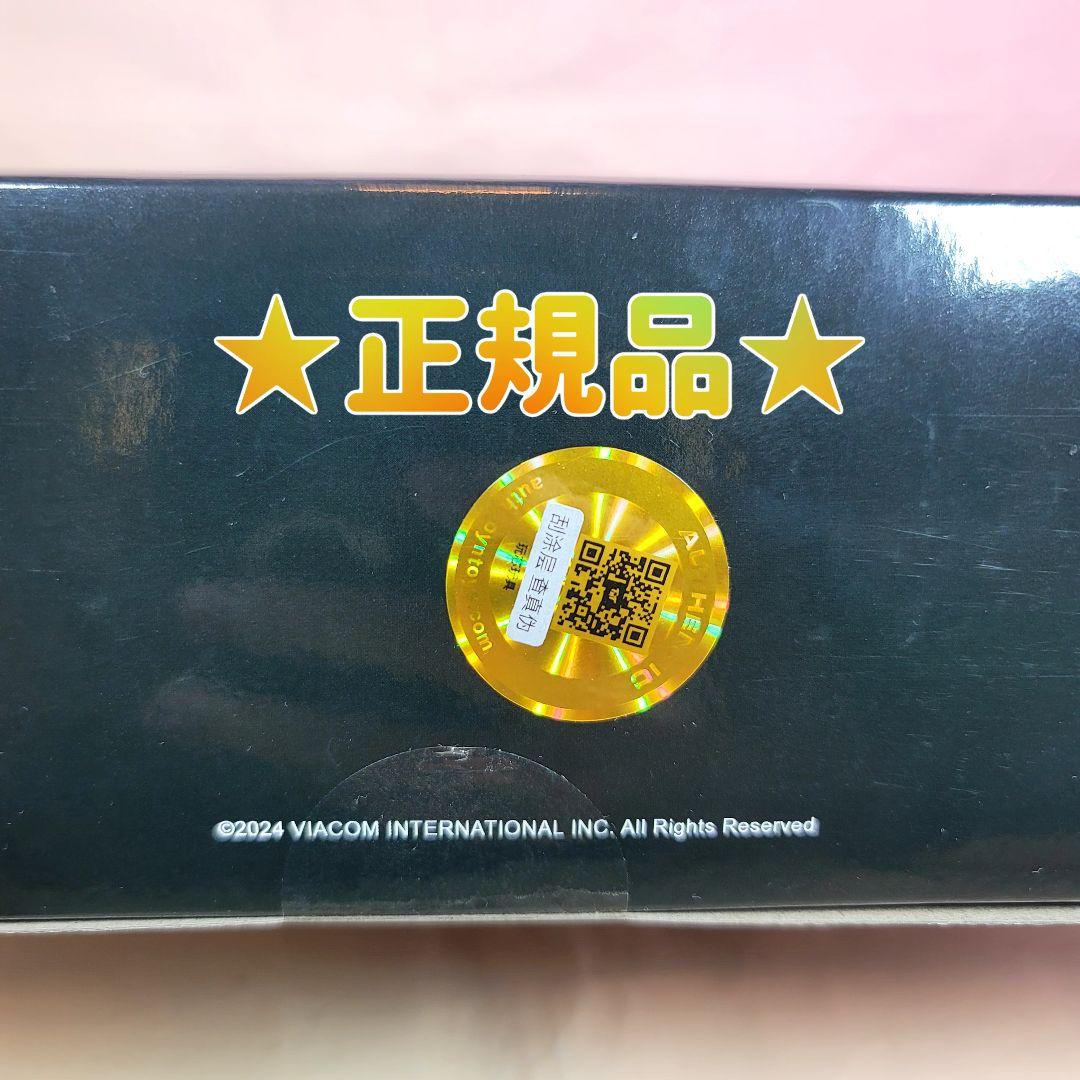 ★正規品★
刮涂层 查真伪
©2024 VIACOM INTERNATIONAL INC. All Rights Reserved